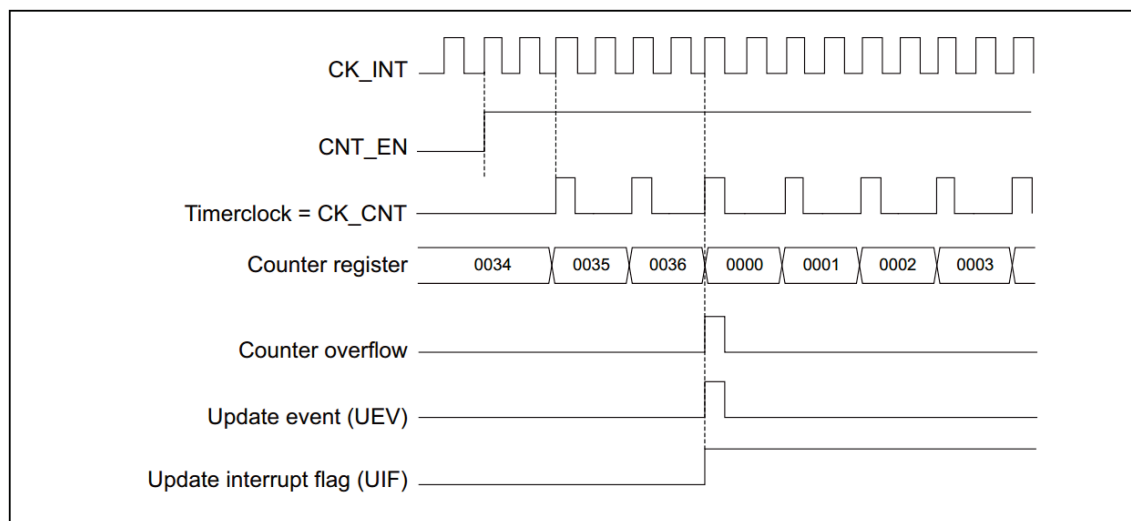 CK_INT
CNT_EN
Timerclock = CK_CNT
Counter register 0034 0035 0036 0000 0001 0002 0003
Counter overflow
Update event (UEV)
Update interrupt flag (UIF)